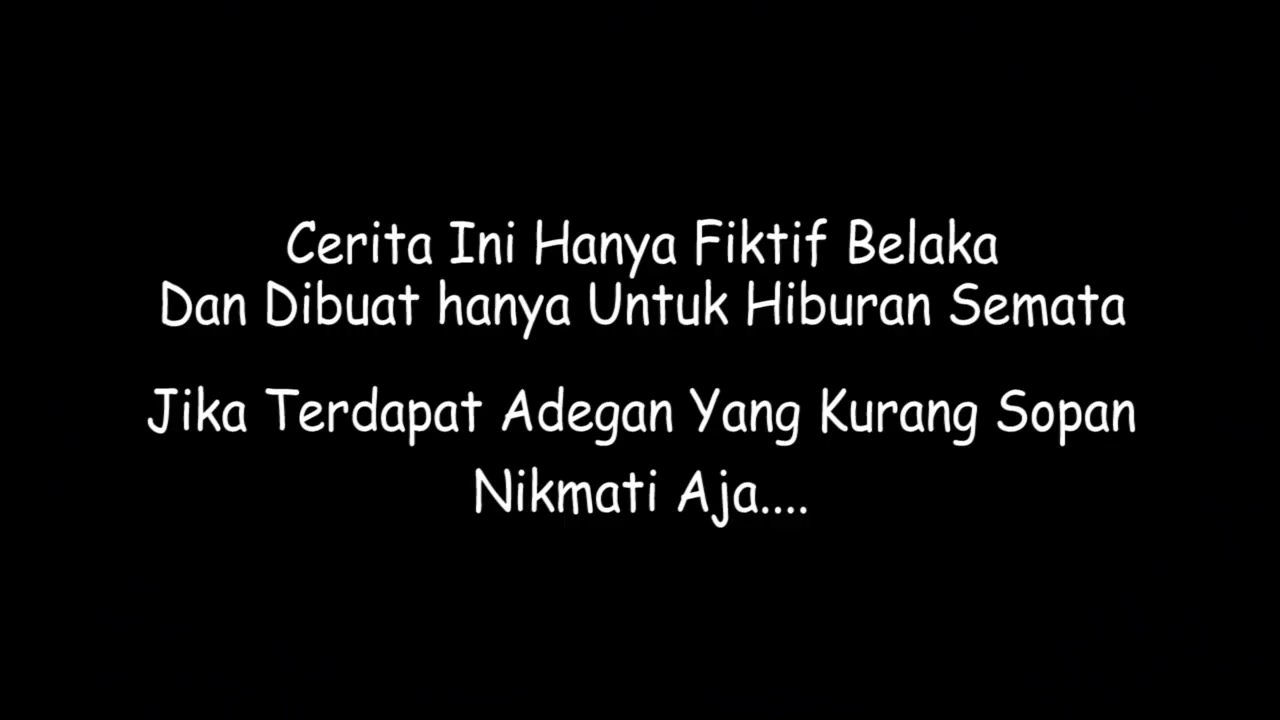 Cerita Ini Hanya Fiktif Belaka
Dan Dibuat hanya Untuk Hiburan Semata
Jika Terdapat Adegan Yang Kurang Sopan
Nikmati Aja....